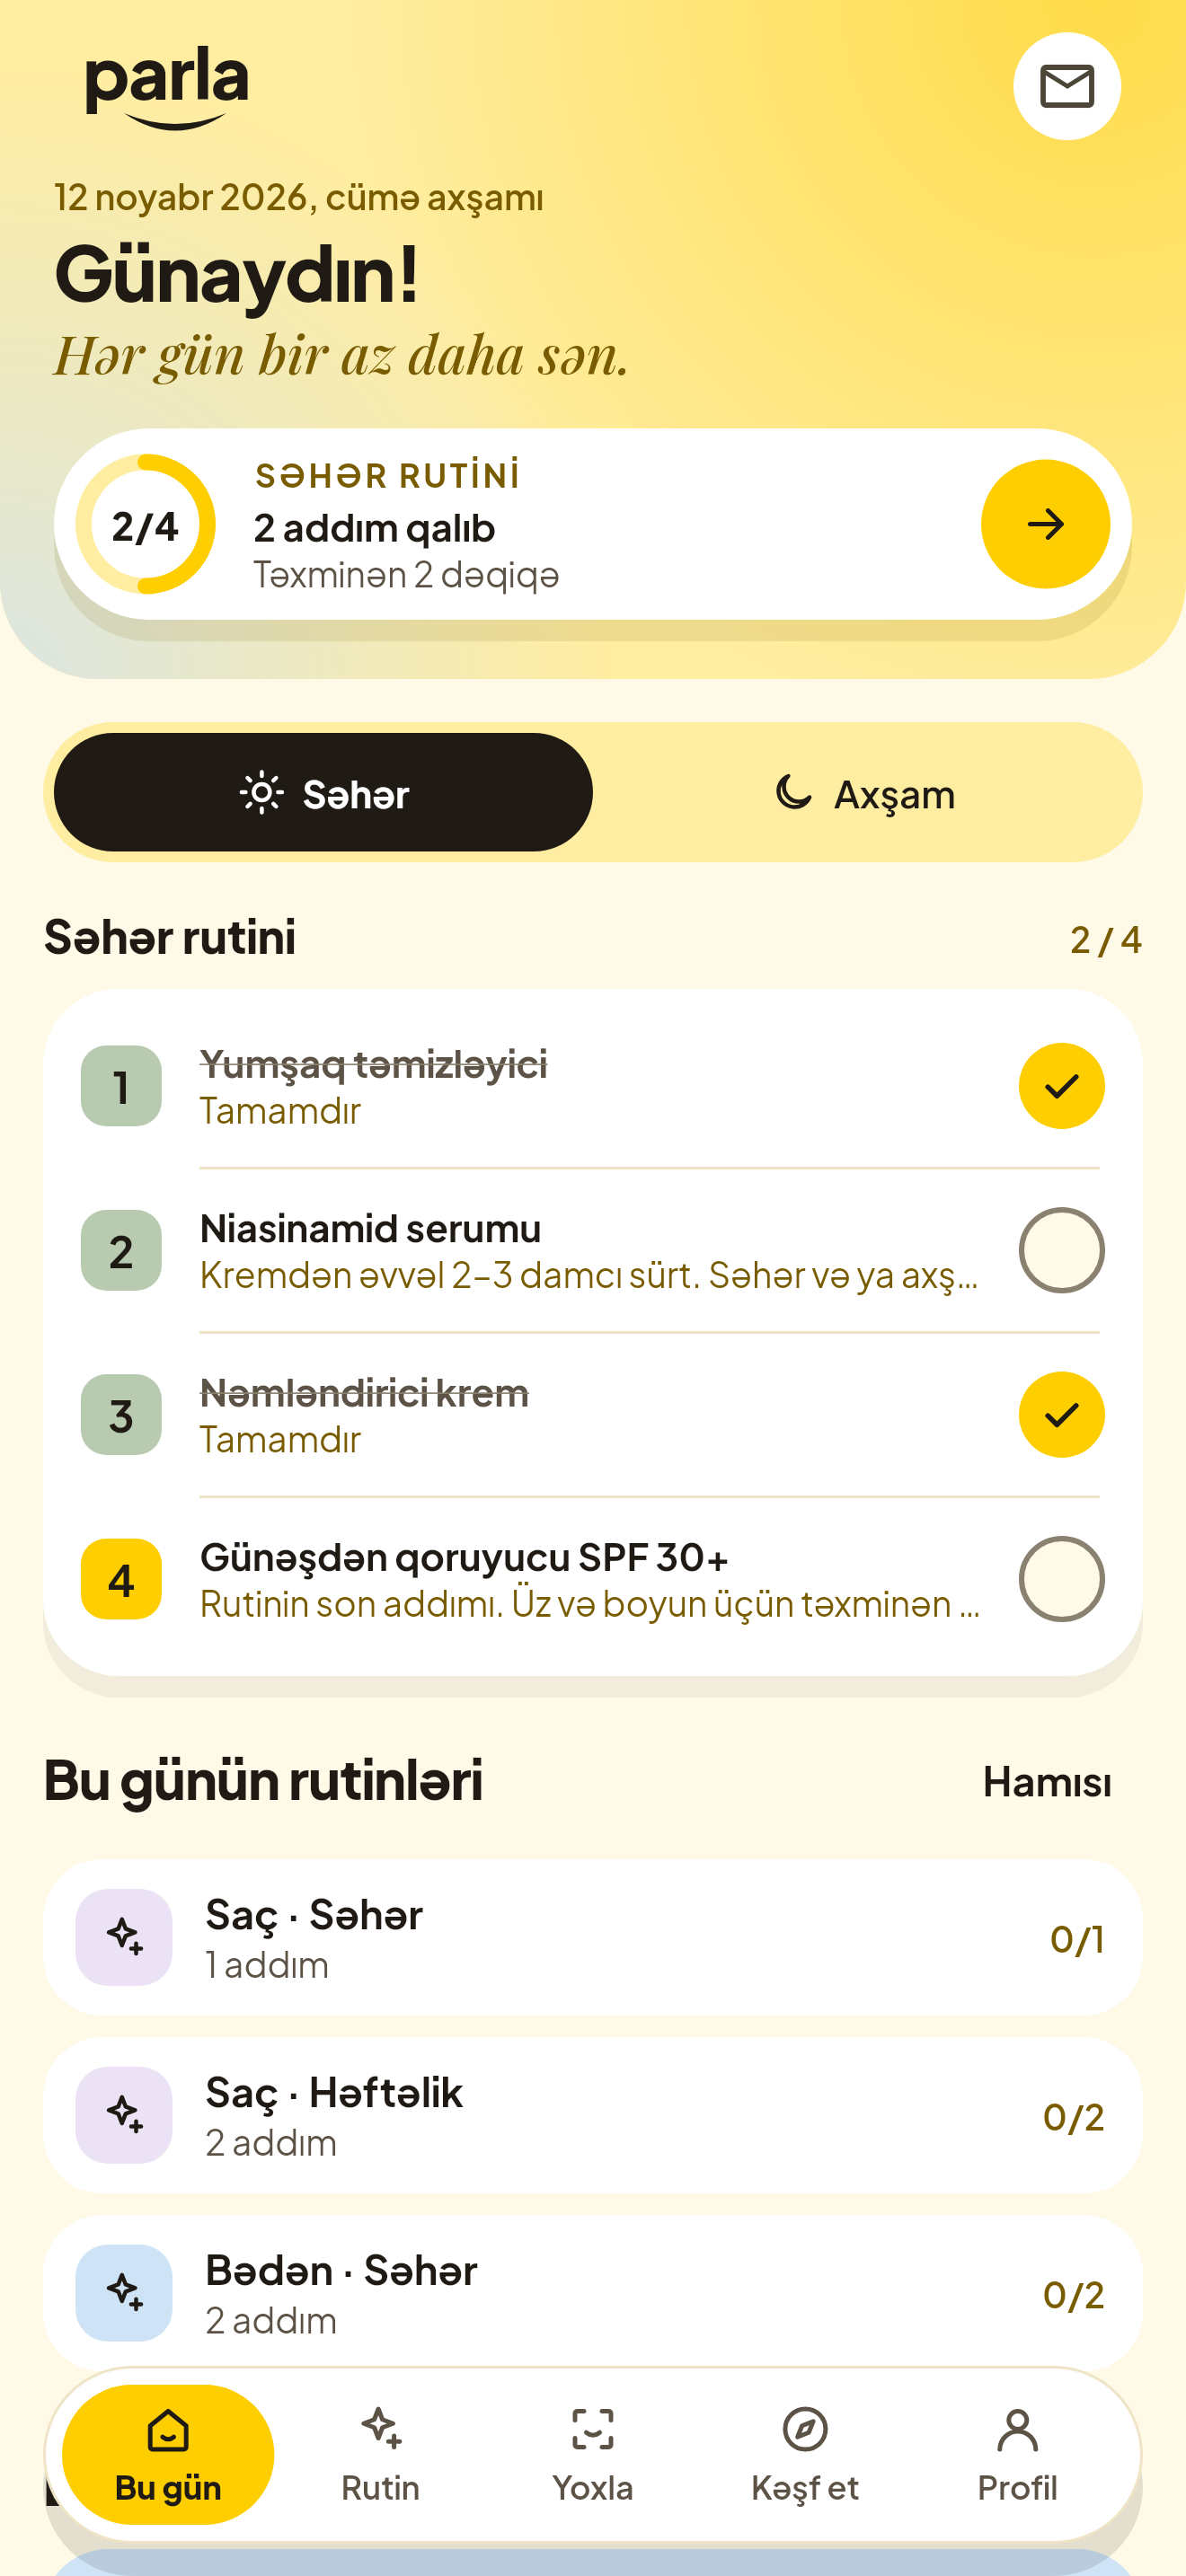 parla
12 noyabr 2026, cümə axşamı
Günaydın!
Hər gün bir az daha sən.
2/4
SƏHƏR RUTİNİ
2 addım qalıb
Təxminən 2 dəqiqə
Səhər
Axşam
Səhər rutini
2 / 4
1
Yumşaq təmizləyici
Tamamdır
2
Niasinamid serumu
Kremdən əvvəl 2–3 damcı sürt. Səhər və ya axş...
3
Nəmləndirici krem
Tamamdır
4
Günəşdən qoruyucu SPF 30+
Rutinin son addımı. Üz və boyun üçün təxminən ...
Bu günün rutinləri
Hamısı
Saç · Səhər
1 addım
0/1
Saç · Həftəlik
2 addım
0/2
Bədən · Səhər
2 addım
0/2
Bu gün
Rutin
Yoxla
Kəşf et
Profil